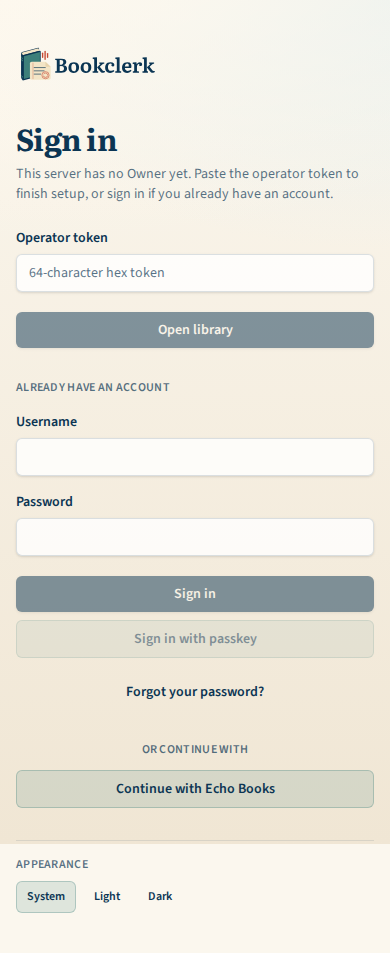 Bookclerk
Sign in
This server has no Owner yet. Paste the operator token to
finish setup, or sign in if you already have an account.
Operator token
64-character hex token
Open library
ALREADY HAVE AN ACCOUNT
Username
Password
Sign in
Sign in with passkey
Forgot your password?
OR CONTINUE WITH
Continue with Echo Books
APPEARANCE
System Light Dark